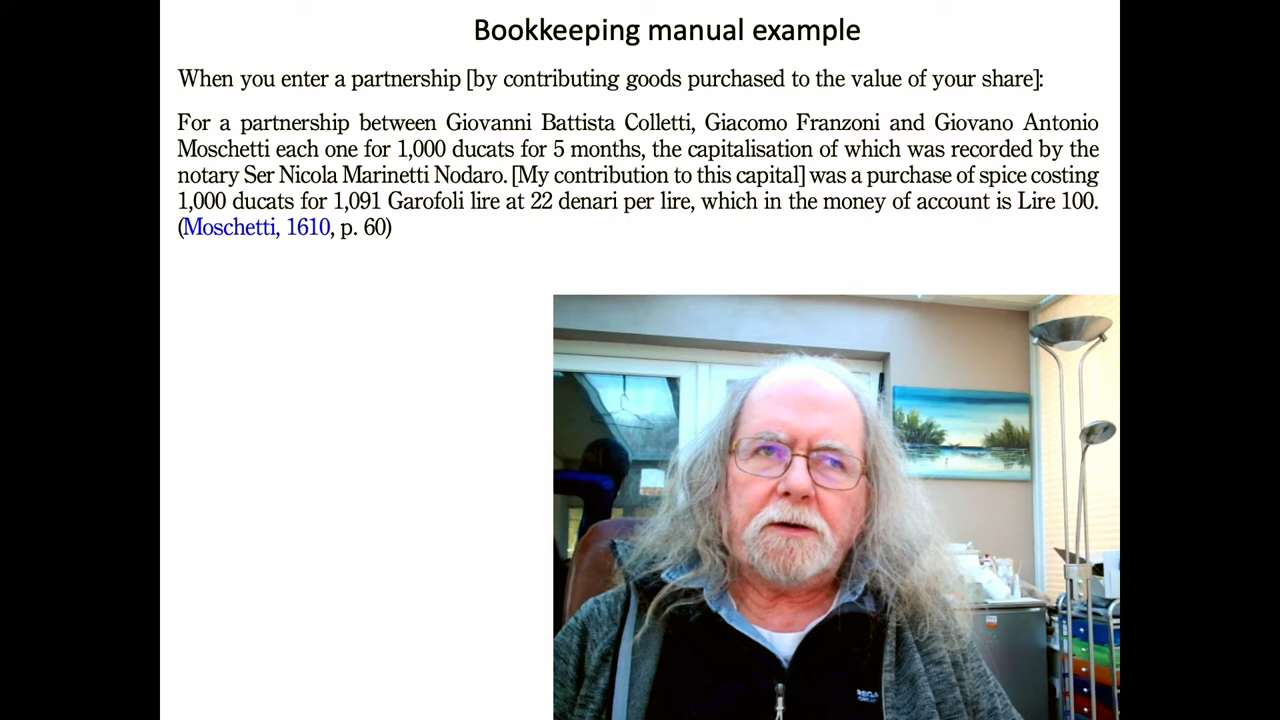 Bookkeeping manual example
When you enter a partnership [by contributing goods purchased to the value of your share]:
For a partnership between Giovanni Battista Colletti, Giacomo Franzoni and Giovano Antonio
Moschetti each one for 1,000 ducats for 5 months, the capitalisation of which was recorded by the
notary Ser Nicola Marinetti Nodaro. [My contribution to this capital] was a purchase of spice costing
1,000 ducats for 1,091 Garofoli lire at 22 denari per lire, which in the money of account is Lire 100.
(Moschetti, 1610, p. 60)